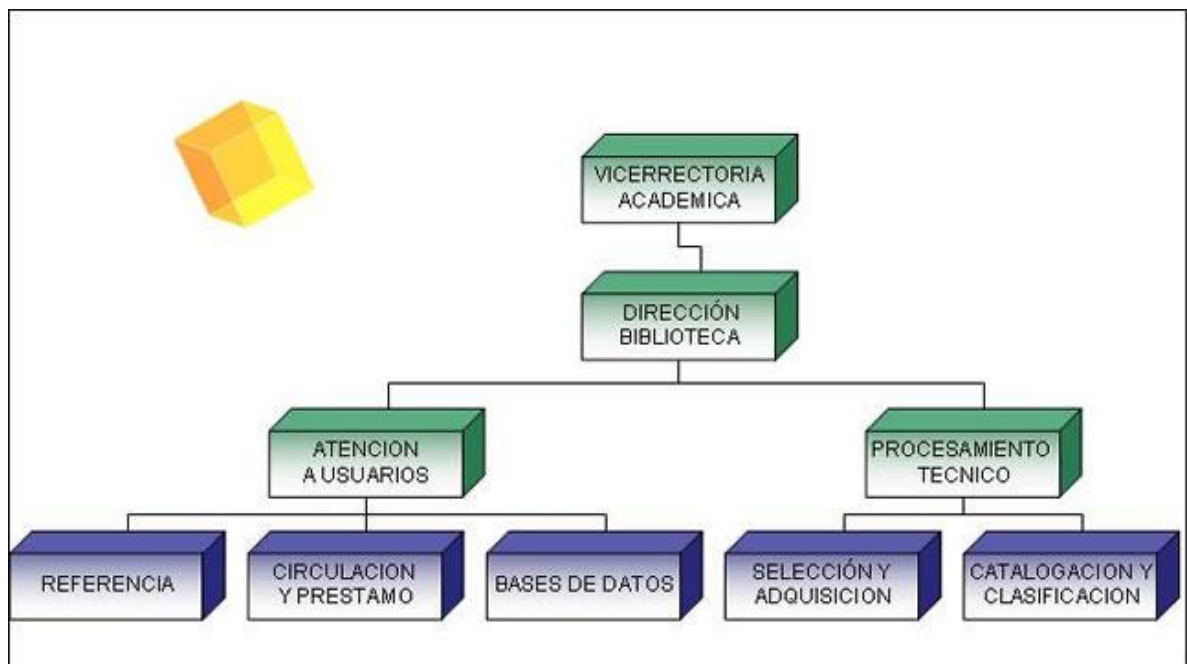 VICERRECTORIA
ACADEMICA
DIRECCIÓN
BIBLIOTECA
ATENCION
A USUARIOS
PROCESAMIENTO
TECNICO
REFERENCIA
CIRCULACION
Y PRESTAMO
BASES DE DATOS
SELECCIÓN Y
ADQUISICION
CATALOGACION Y
CLASIFICACION